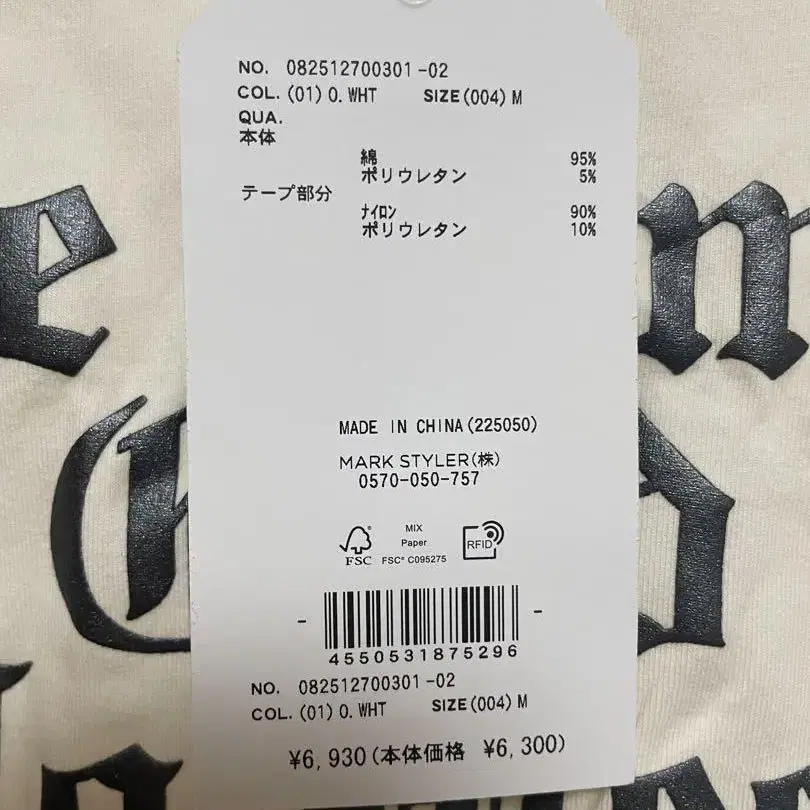 NO. 082512700301-02
COL. (01) O. WHT SIZE (004) M
QUA.
本体
綿 95%
ポリウレタン 5%
テープ部分
ナイロン 90%
ポリウレタン 10%
MADE IN CHINA (225050)
MARK STYLER(株)
0570-050-757
FSC
MIX
Paper
FSC® C095275
RFID
4550531875296
NO. 082512700301-02
COL. (01) O. WHT SIZE (004) M
¥6,930(本体価格 ¥6,300)